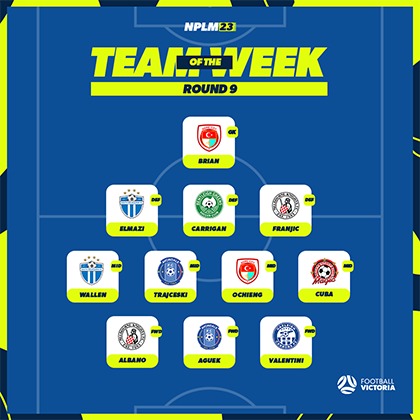 NPLM23
TEAM OF THE WEEK
ROUND 9
GK
BRIAN
DEF
DEF
DEF
ELMAZI
CARRIGAN
FRANJIC
MID
MID
MID
MID
WALLEN
TRAJCESKI
OCHIENG
CUBA
FWD
FWD
FWD
ALBANO
AGUEK
VALENTINI
FOOTBALL
VICTORIA